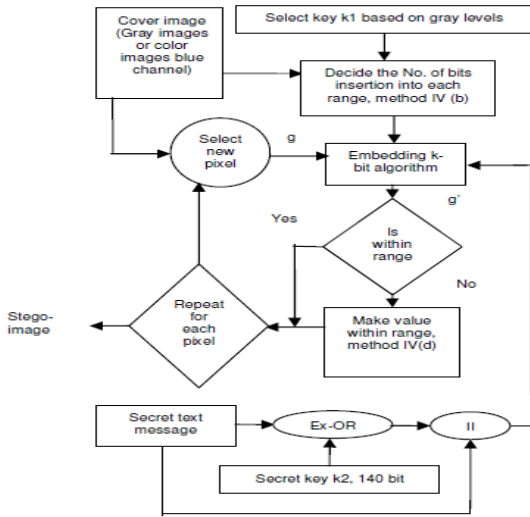 Cover image
(Gray images
or color
images blue
channel)
Select key k1 based on gray levels
Decide the No. of bits
insertion into each
range, method IV (b)
Select
new
pixel
g
Embedding k-
bit algorithm
g'
Yes
Is
within
range
No
Repeat
for
each
pixel
Stego-
image
Make value
within range,
method IV(d)
Secret text
message
Ex-OR
II
Secret key k2, 140 bit